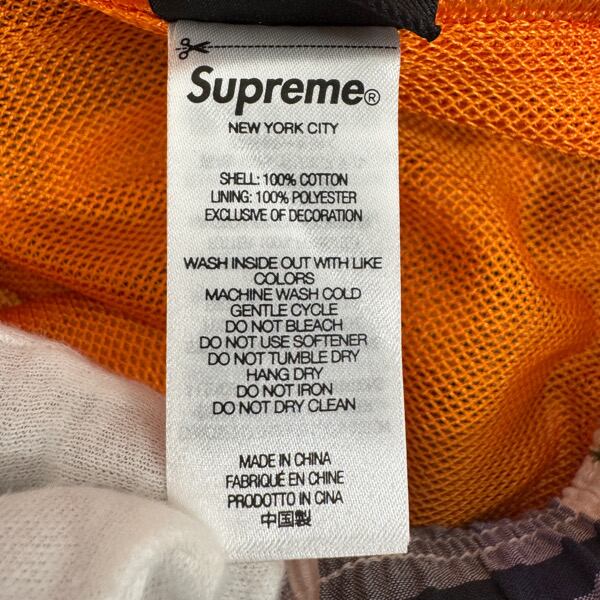 Supreme®
NEW YORK CITY
SHELL: 100% COTTON
LINING: 100% POLYESTER
EXCLUSIVE OF DECORATION
WASH INSIDE OUT WITH LIKE
COLORS
MACHINE WASH COLD
GENTLE CYCLE
DO NOT BLEACH
DO NOT USE SOFTENER
DO NOT TUMBLE DRY
HANG DRY
DO NOT IRON
DO NOT DRY CLEAN
MADE IN CHINA
FABRIQUÉ EN CHINE
PRODOTTO IN CINA
中国製